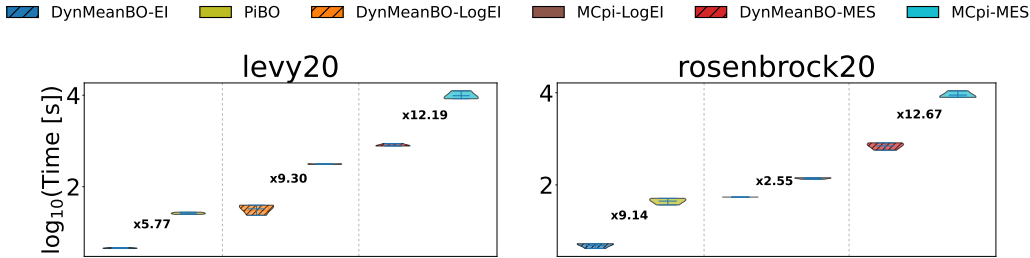 DynMeanBO-EI PiBO DynMeanBO-LogEI MCpi-LogEI DynMeanBO-MES MCpi-MES
levy20
rosenbrock20
log10(Time [s])
4
2
x5.77
x9.30
x12.19
4
2
x9.14
x2.55
x12.67